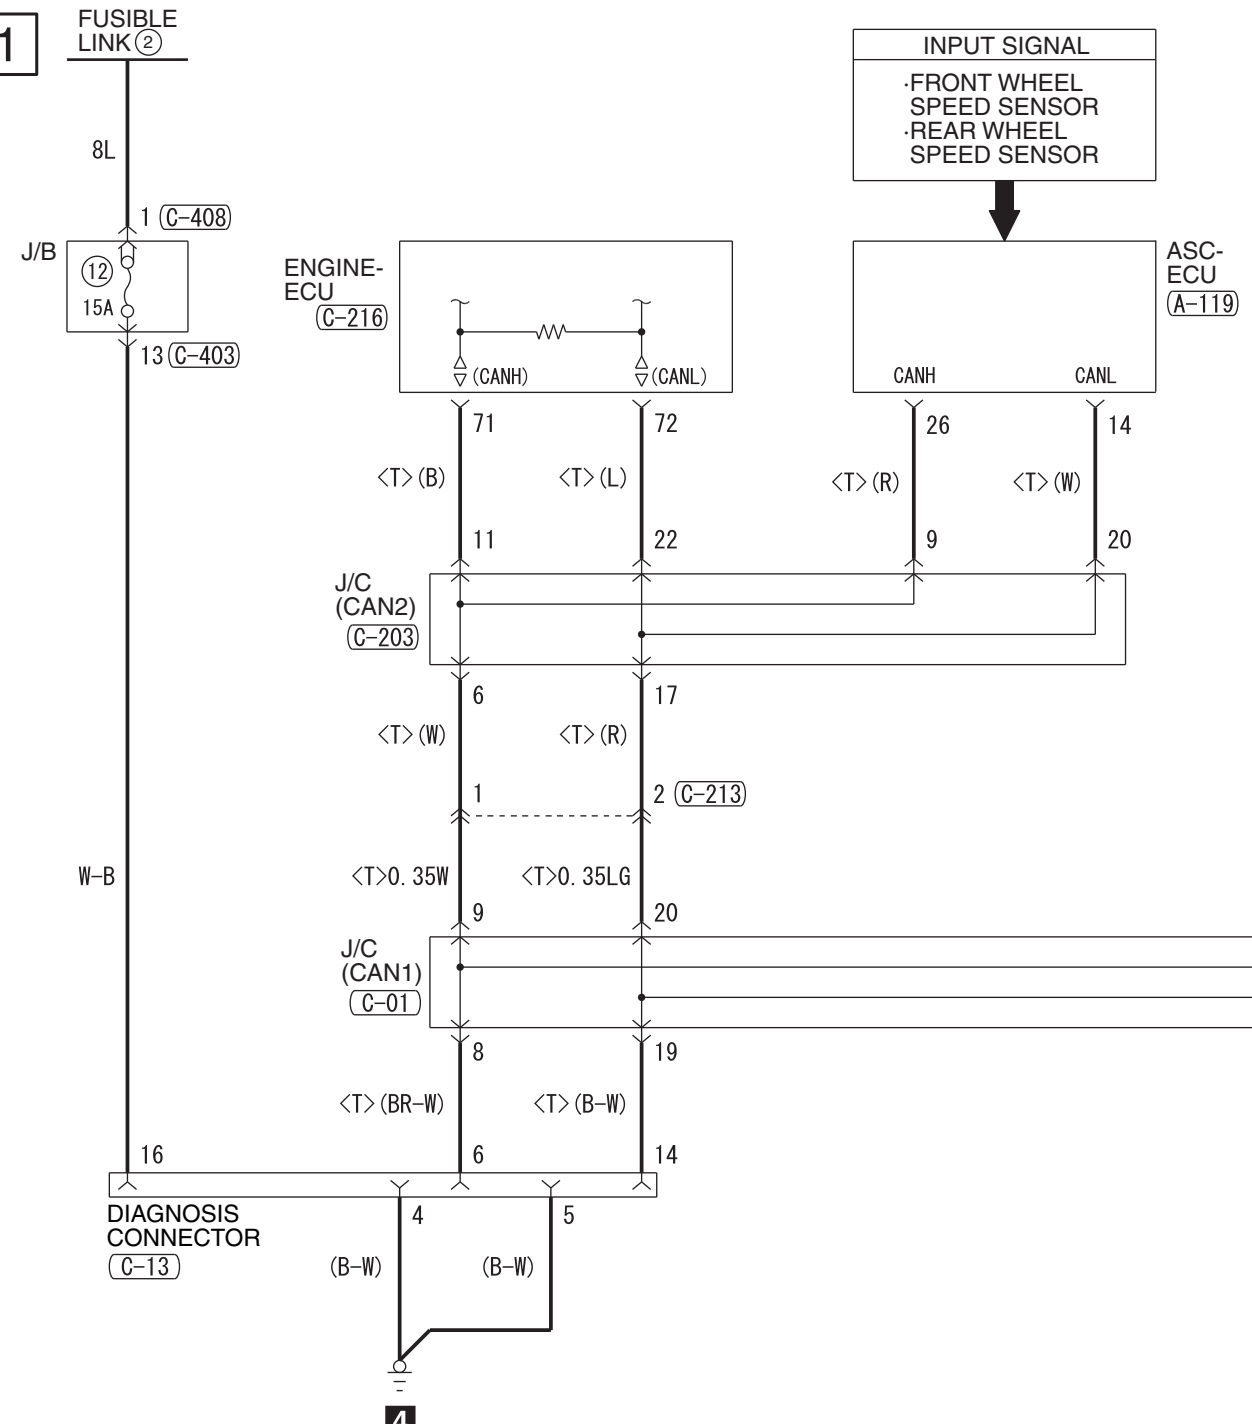 1
FUSIBLE
LINK ②
8L
1 C-408
J/B
⑫
15A
13 C-403
INPUT SIGNAL
·FRONT WHEEL
SPEED SENSOR
·REAR WHEEL
SPEED SENSOR
ENGINE-
ECU
C-216
(CANH)
(CANL)
ASC-
ECU
A-119
CANH
CANL
71
72
26
14
<T>(B)
<T>(L)
<T>(R)
<T>(W)
11
22
9
20
J/C
(CAN2)
C-203
6
17
<T>(W)
<T>(R)
1
2 C-213
W-B
<T>0.35W
<T>0.35LG
9
20
J/C
(CAN1)
C-01
8
19
<T>(BR-W)
<T>(B-W)
16
6
14
DIAGNOSIS
CONNECTOR
C-13
4
5
(B-W)
(B-W)
4